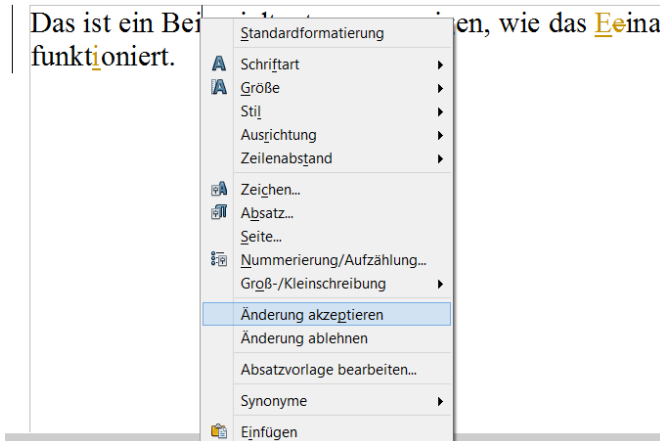 Das ist ein Bei en, wie das Eeina
funktioniert.
Standardformatierung
Schriftart
Größe
Stil
Ausrichtung
Zeilenabstand
Zeichen...
Absatz...
Seite...
Nummerierung/Aufzählung...
Groß-/Kleinschreibung
Änderung akzeptieren
Änderung ablehnen
Absatzvorlage bearbeiten...
Synonyme
Einfügen